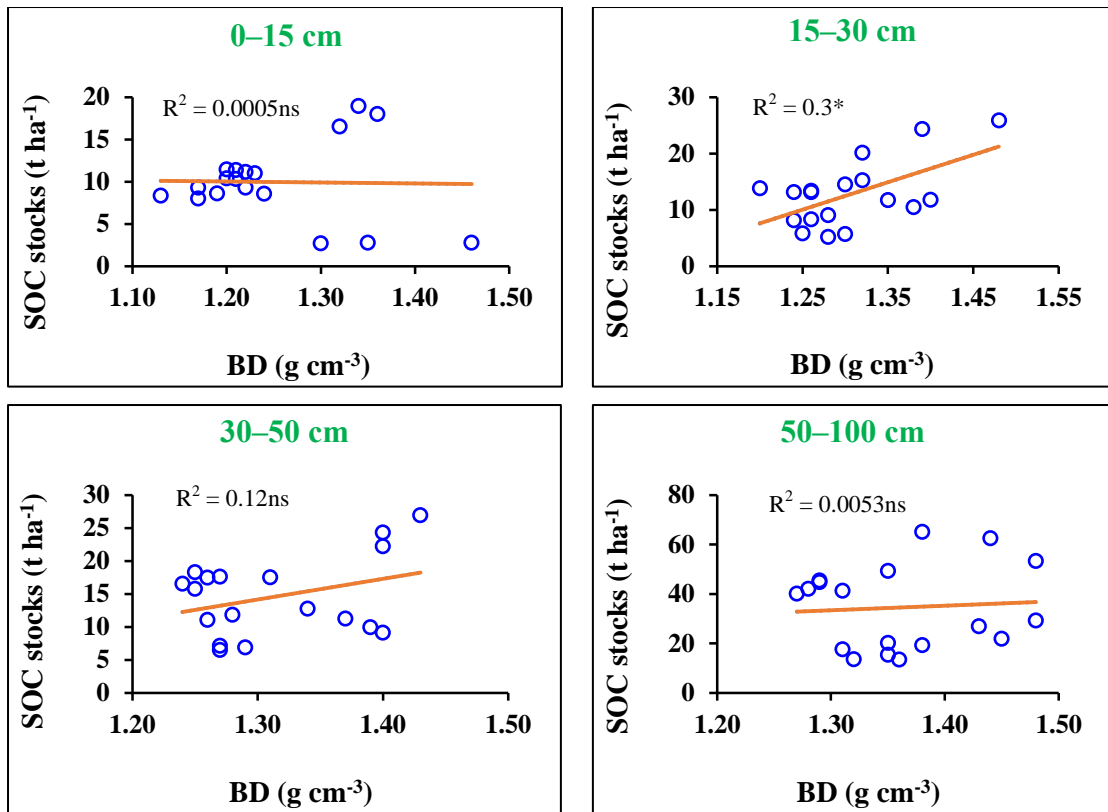 0–15 cm
R² = 0.0005ns
SOC stocks (t ha⁻¹)
20
15
10
5
0
1.10 1.20 1.30 1.40 1.50
BD (g cm⁻³)
15–30 cm
R² = 0.3*
SOC stocks (t ha⁻¹)
30
20
10
0
1.15 1.25 1.35 1.45 1.55
BD (g cm⁻³)
30–50 cm
R² = 0.12ns
SOC stocks (t ha⁻¹)
30
25
20
15
10
5
0
1.20 1.30 1.40 1.50
BD (g cm⁻³)
50–100 cm
R² = 0.0053ns
SOC stocks (t ha⁻¹)
80
60
40
20
0
1.20 1.30 1.40 1.50
BD (g cm⁻³)